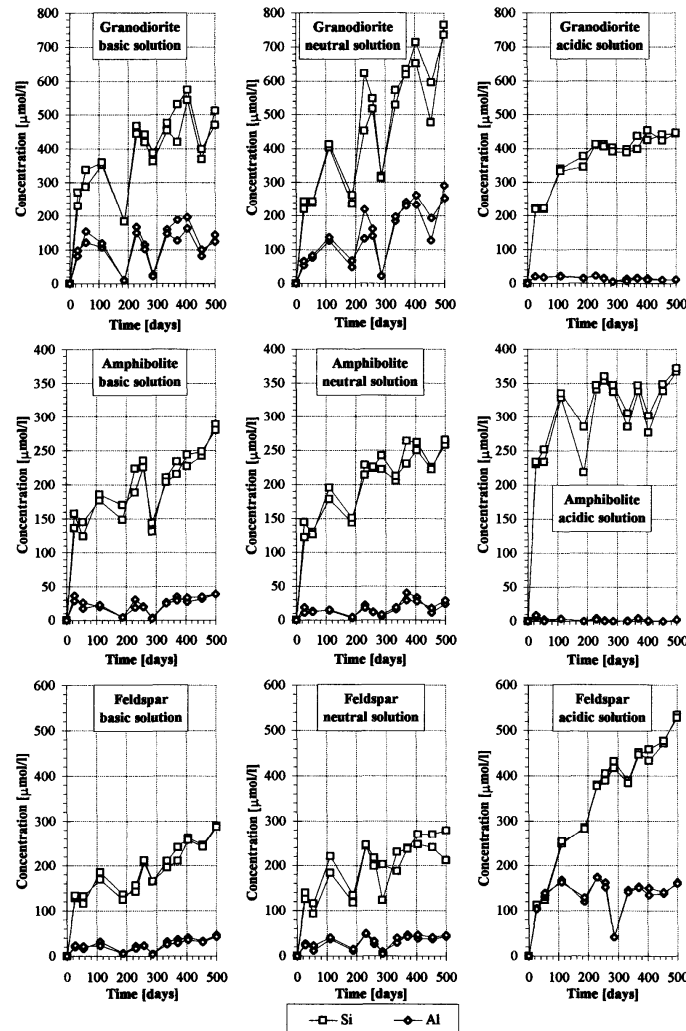 Granodiorite
basic solution
Concentration [µmol/l]
800
700
600
500
400
300
200
100
0
0 100 200 300 400 500
Time [days]
Granodiorite
neutral solution
Concentration [µmol/l]
800
700
600
500
400
300
200
100
0
0 100 200 300 400 500
Time [days]
Granodiorite
acidic solution
Concentration [µmol/l]
800
700
600
500
400
300
200
100
0
0 100 200 300 400 500
Time [days]
Amphibolite
basic solution
Concentration [µmol/l]
400
350
300
250
200
150
100
50
0
0 100 200 300 400 500
Time [days]
Amphibolite
neutral solution
Concentration [µmol/l]
400
350
300
250
200
150
100
50
0
0 100 200 300 400 500
Time [days]
Amphibolite
acidic solution
Concentration [µmol/l]
400
350
300
250
200
150
100
50
0
0 100 200 300 400 500
Time [days]
Feldspar
basic solution
Concentration [µmol/l]
600
500
400
300
200
100
0
0 100 200 300 400 500
Time [days]
Feldspar
neutral solution
Concentration [µmol/l]
600
500
400
300
200
100
0
0 100 200 300 400 500
Time [days]
Feldspar
acidic solution
Concentration [µmol/l]
600
500
400
300
200
100
0
0 100 200 300 400 500
Time [days]
Si Al